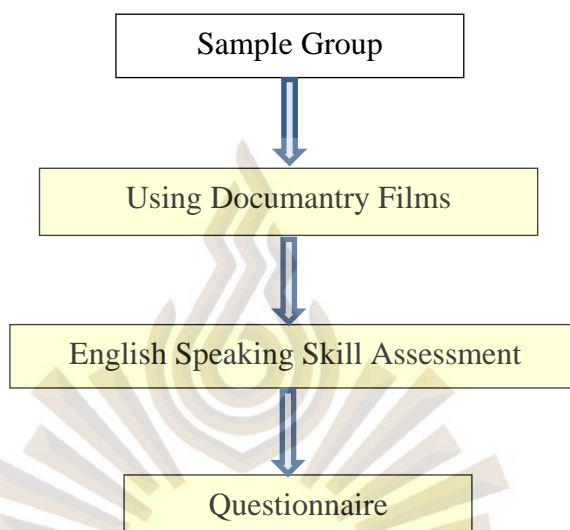 Sample Group
Using Documantry Films
English Speaking Skill Assessment
Questionnaire